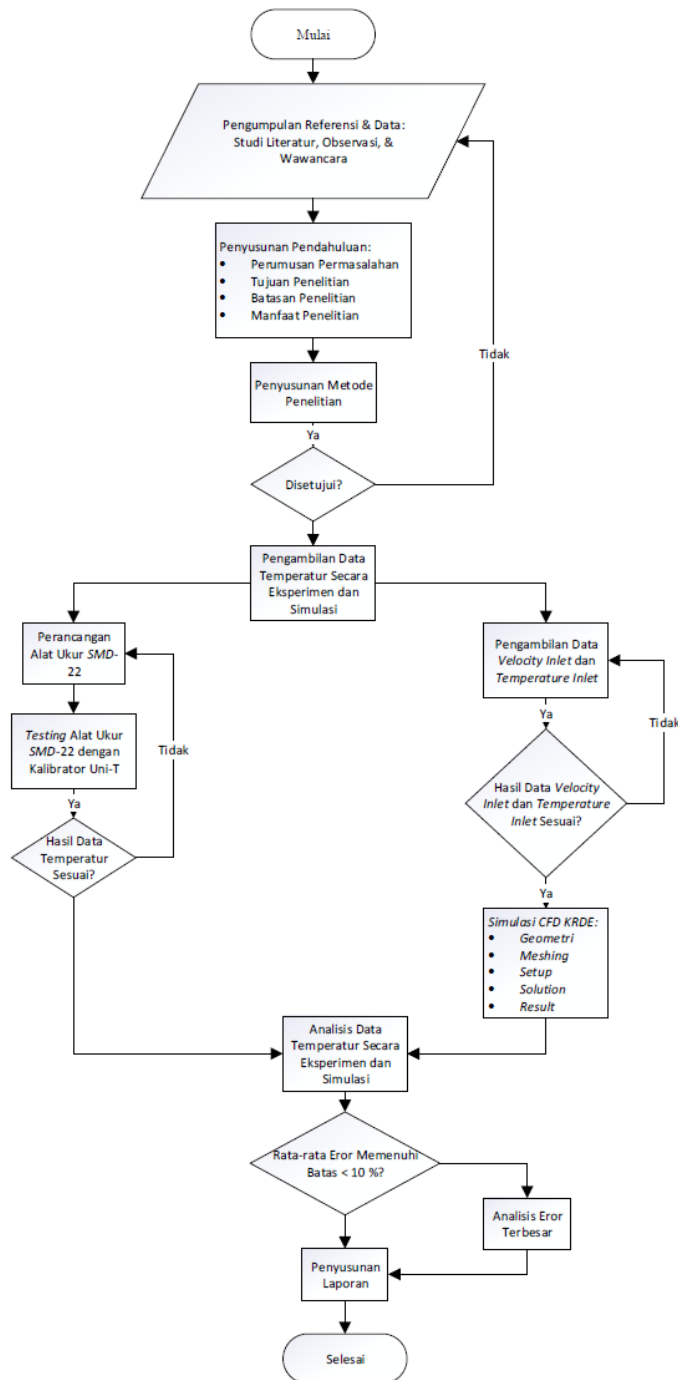 Mulai
Pengumpulan Referensi & Data:
Studi Literatur, Observasi, &
Wawancara
Penyusunan Pendahuluan:
• Perumusan Permasalahan
• Tujuan Penelitian
• Batasan Penelitian
• Manfaat Penelitian
Tidak
Penyusunan Metode
Penelitian
Ya
Disetujui?
Pengambilan Data
Temperatur Secara
Eksperimen dan
Simulasi
Perancangan
Alat Ukur SMD-
22
Testing Alat Ukur
SMD-22 dengan
Kalibrator Uni-T
Tidak
Ya
Hasil Data
Temperatur
Sesuai?
Pengambilan Data
Velocity Inlet dan
Temperature Inlet
Ya
Tidak
Hasil Data Velocity
Inlet dan Temperature
Inlet Sesuai?
Ya
Simulasi CFD KRDE:
• Geometri
• Meshing
• Setup
• Solution
• Result
Analisis Data
Temperatur Secara
Eksperimen dan
Simulasi
Rata-rata Eror Memenuhi
Batas < 10 %?
Analisis Eror
Terbesar
Penyusunan
Laporan
Selesai